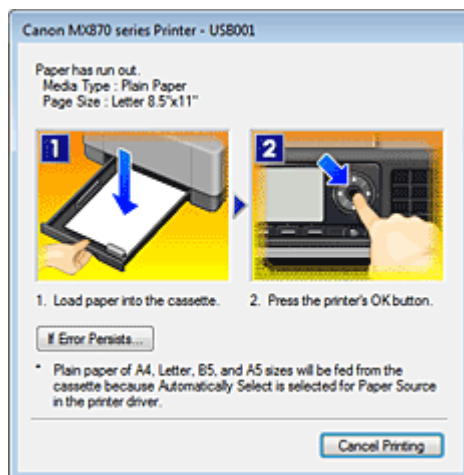 Canon MX870 series Printer - USB001
Paper has run out.
Media Type : Plain Paper
Page Size : Letter 8.5"x11"
1
2
1. Load paper into the cassette.
2. Press the printer's OK button.
If Error Persists...
* Plain paper of A4, Letter, B5, and A5 sizes will be fed from the
cassette because Automatically Select is selected for Paper Source
in the printer driver.
Cancel Printing